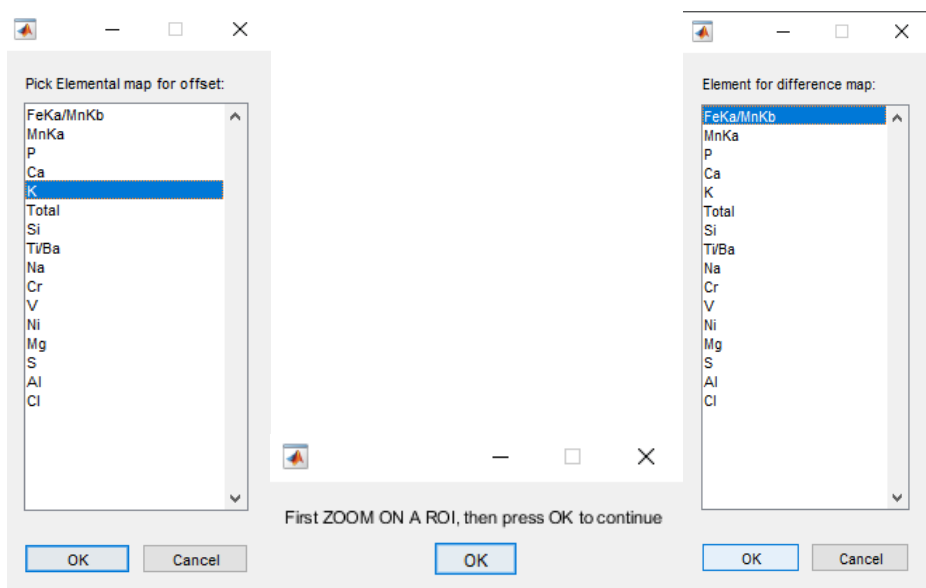 Pick Elemental map for offset:
FeKa/MnKb
MnKa
P
Ca
K
Total
Si
Ti/Ba
Na
Cr
V
Ni
Mg
S
Al
Cl
OK
Cancel
First ZOOM ON A ROI, then press OK to continue
OK
Element for difference map:
FeKa/MnKb
MnKa
P
Ca
K
Total
Si
Ti/Ba
Na
Cr
V
Ni
Mg
S
Al
Cl
OK
Cancel